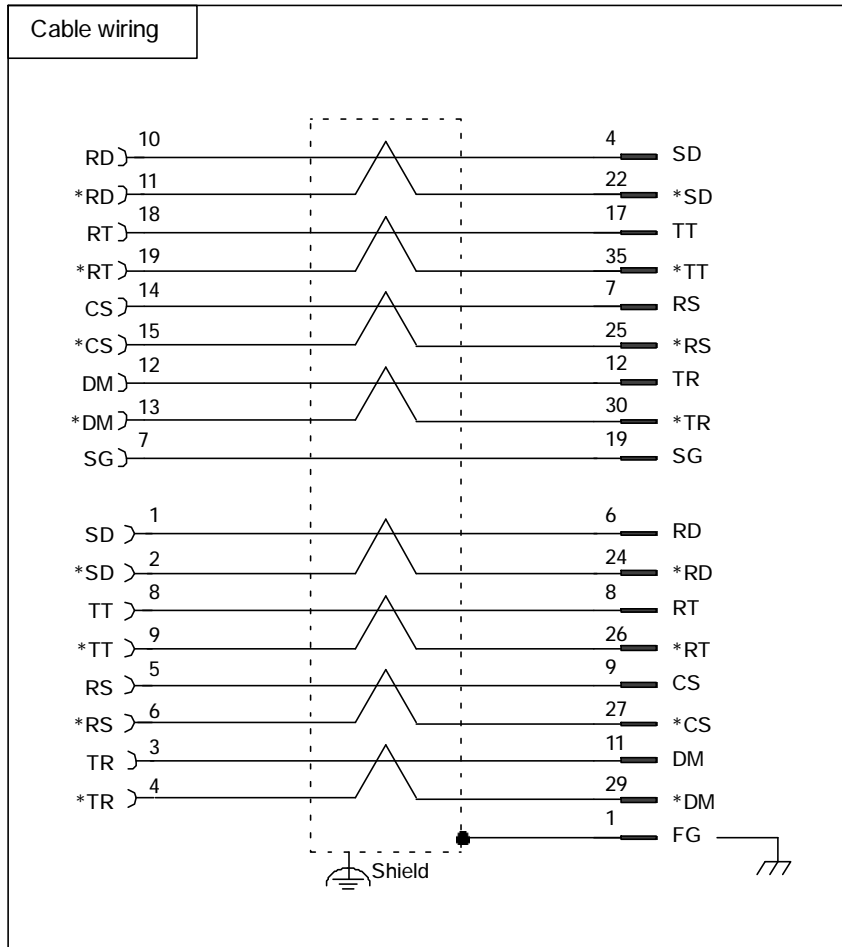 Cable wiring
RD 10 4 SD
*RD 11 22 *SD
RT 18 17 TT
*RT 19 35 *TT
CS 14 7 RS
*CS 15 25 *RS
DM 12 12 TR
*DM 13 30 *TR
SG 7 19 SG
SD 1 6 RD
*SD 2 24 *RD
TT 8 8 RT
*TT 9 26 *RT
RS 5 9 CS
*RS 6 27 *CS
TR 3 11 DM
*TR 4 29 *DM
1 FG
Shield